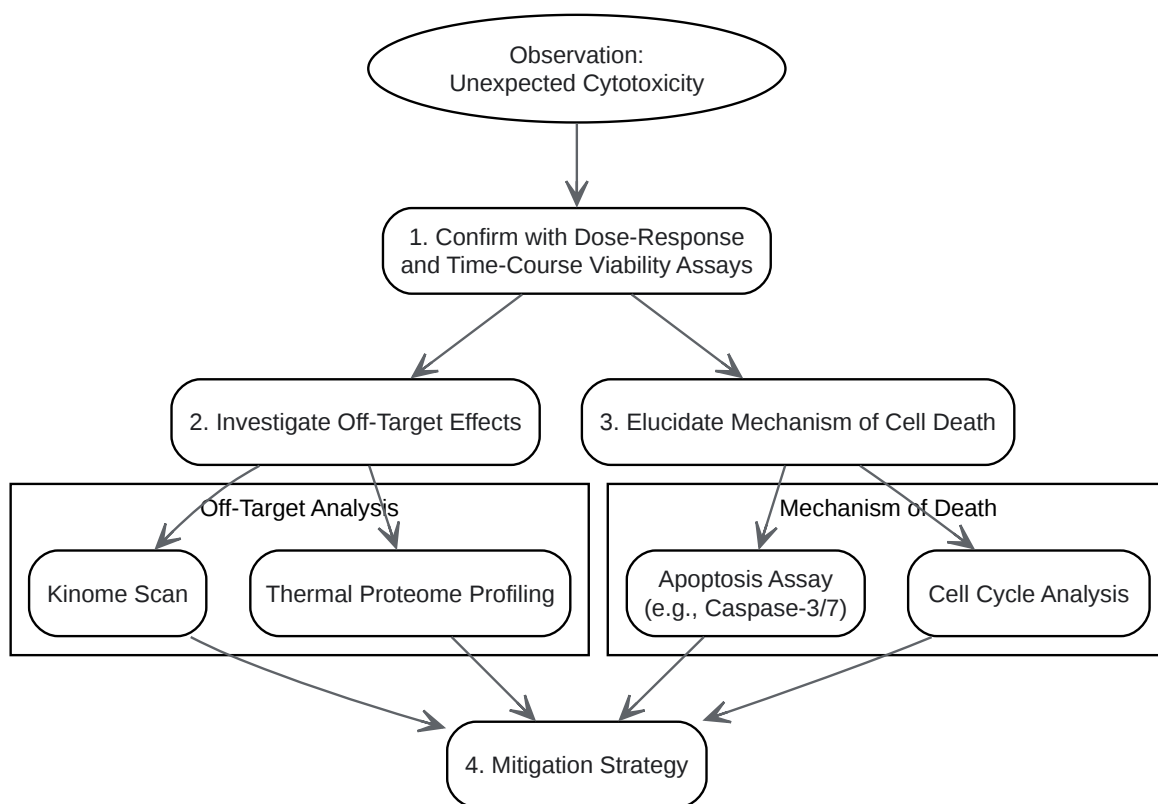 Observation:
Unexpected Cytotoxicity
1. Confirm with Dose-Response
and Time-Course Viability Assays
2. Investigate Off-Target Effects
3. Elucidate Mechanism of Cell Death
Off-Target Analysis
Mechanism of Death
Kinome Scan
Thermal Proteome Profiling
Apoptosis Assay
(e.g., Caspase-3/7)
Cell Cycle Analysis
4. Mitigation Strategy